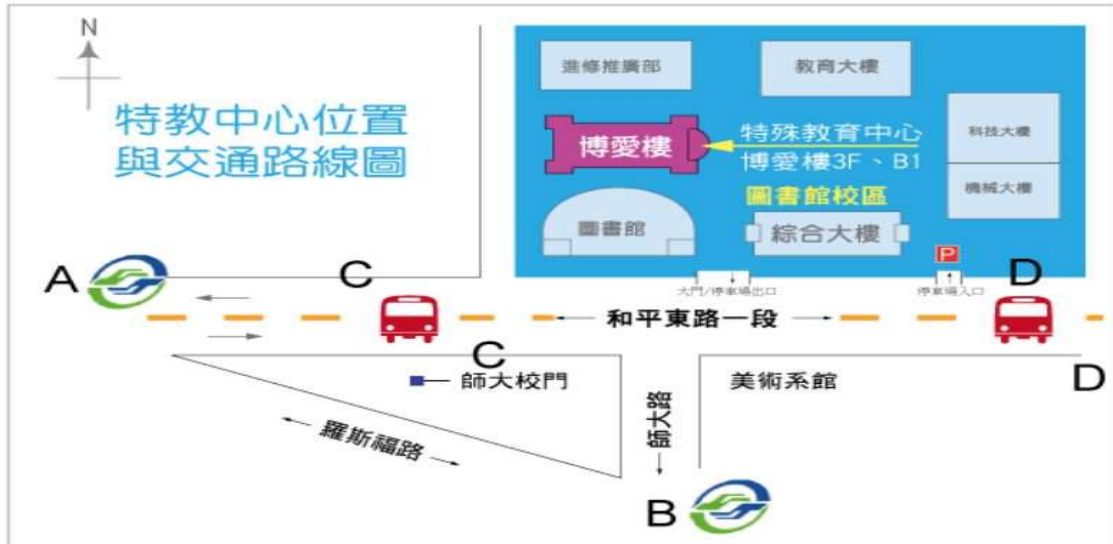 N
特教中心位置
與交通路線圖
進修推廣部
教育大樓
博愛樓
特殊教育中心
博愛樓3F、B1
科技大樓
機械大樓
圖書館校區
圖書館
綜合大樓
P
A
C
D
大門/停車場出口
停車場入口
和平東路一段
C
師大校門
美術系館
D
羅斯福路
師大路
B